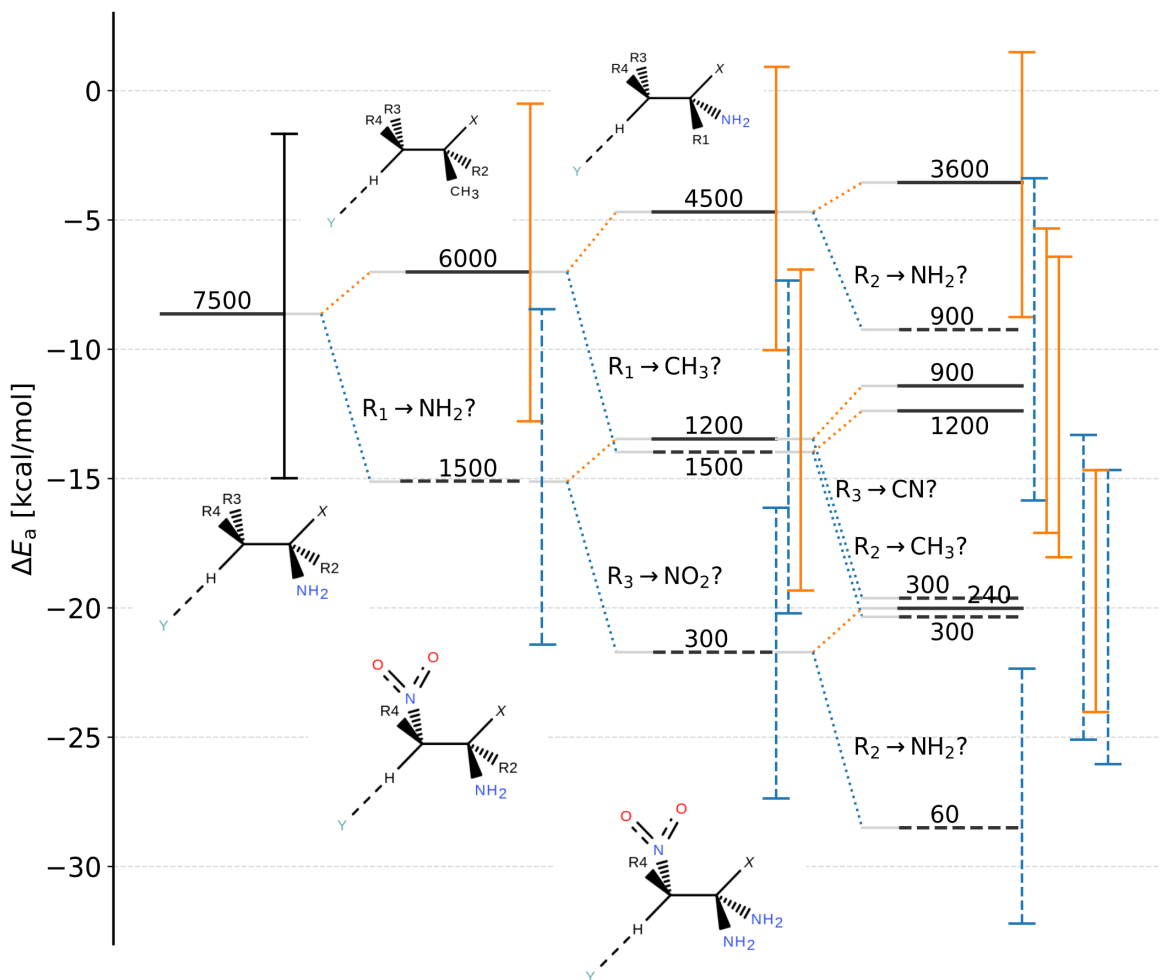 0
−5
−10
−15
−20
−25
−30
ΔEa [kcal/mol]
R3
R4
X
H
R2
CH3
Y
R3
R4
X
H
NH2
R1
Y
7500
6000
4500
3600
R2→NH2?
900
R1→CH3?
900
R1→NH2?
1200
1200
1500
1500
R3→CN?
R2→CH3?
R3→NO2?
300
240
300
300
R2→NH2?
60
R3
R4
X
H
R2
NH2
Y
O
O
N
R4
X
H
R2
NH2
Y
O
O
N
R4
X
H
NH2
NH2
Y